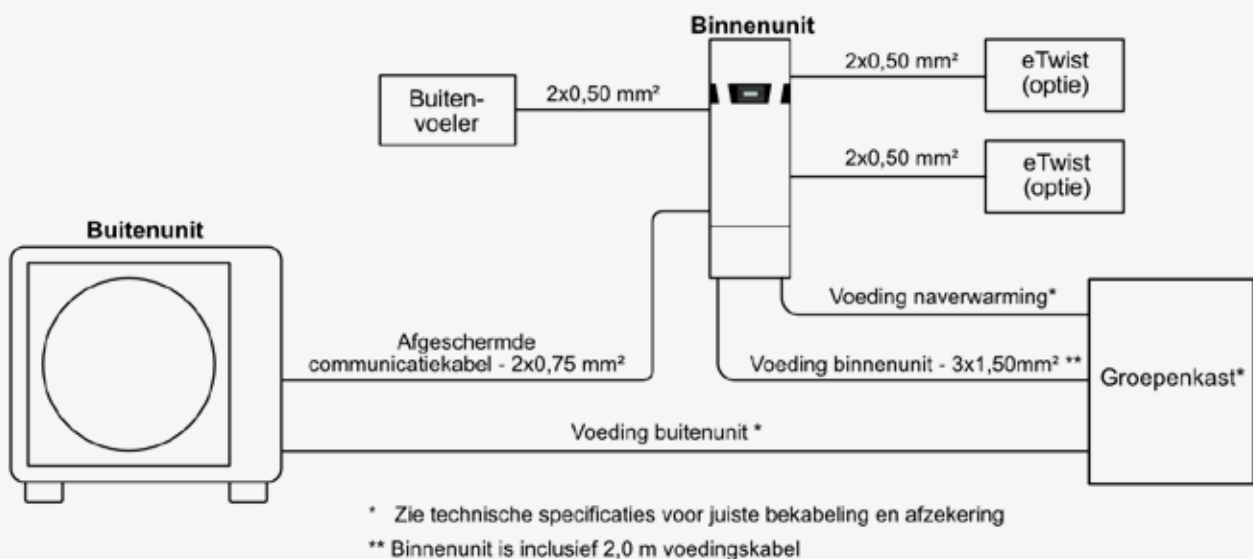 Binnenunit
2x0,50 mm²
eTwist
(optie)
Buiten-
voeler
2x0,50 mm²
2x0,50 mm²
eTwist
(optie)
Buitenunit
Voeding naverwarming*
Afgeschermde
communicatiekabel - 2x0,75 mm²
Voeding binnenunit - 3x1,50mm² **
Groepenkast*
Voeding buitenunit *
* Zie technische specificaties voor juiste bekabeling en afzekering
** Binnenunit is inclusief 2,0 m voedingskabel